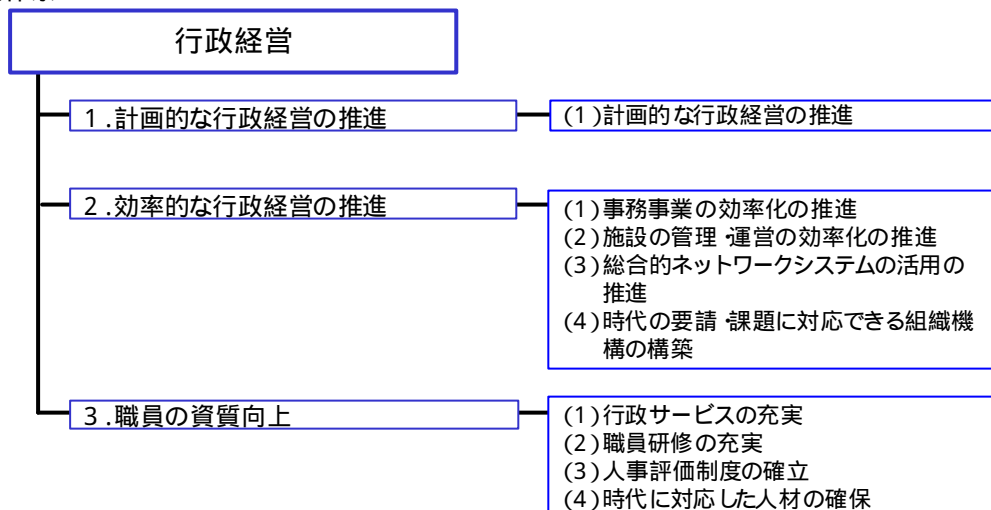 行政経営
1.計画的な行政経営の推進
(1)計画的な行政経営の推進
2.効率的な行政経営の推進
(1)事務事業の効率化の推進
(2)施設の管理・運営の効率化の推進
(3)総合的ネットワークシステムの活用の
推進
(4)時代の要請・課題に対応できる組織機
構の構築
3.職員の資質向上
(1)行政サービスの充実
(2)職員研修の充実
(3)人事評価制度の確立
(4)時代に対応した人材の確保